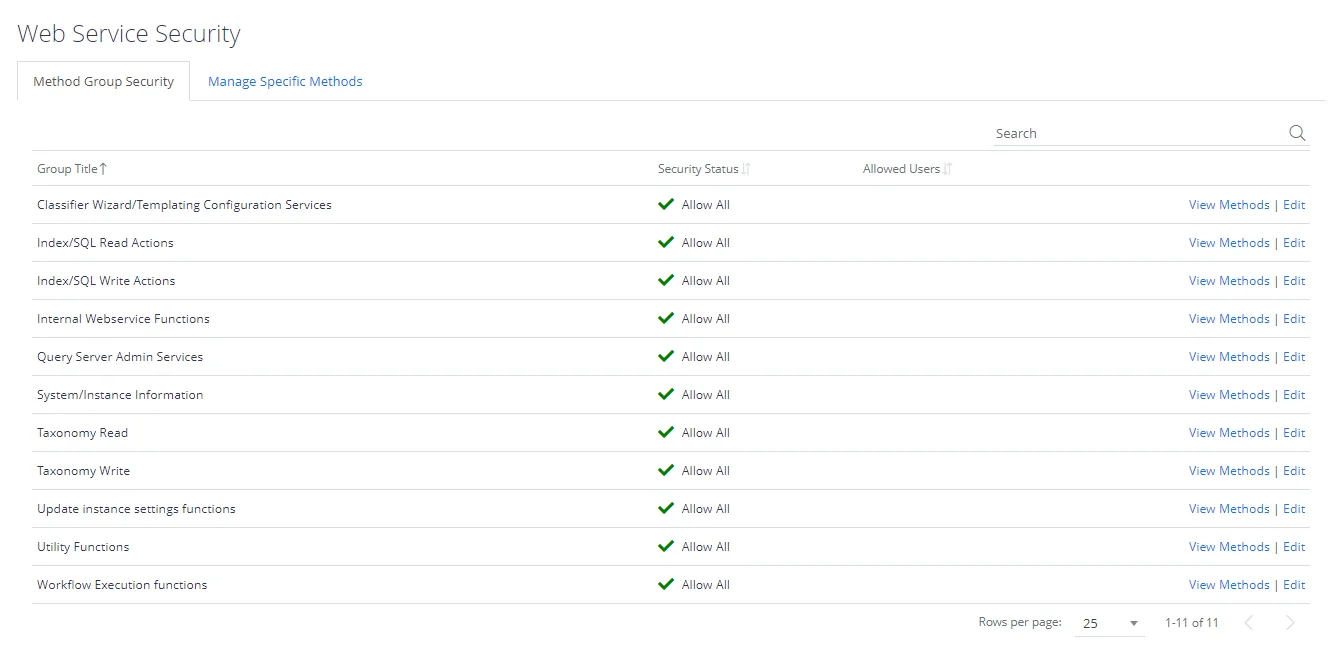 Web Service Security
Method Group Security Manage Specific Methods
Search
Group Title Security Status Allowed Users
Classifier Wizard/Templating Configuration Services Allow All View Methods | Edit
Index/SQL Read Actions Allow All View Methods | Edit
Index/SQL Write Actions Allow All View Methods | Edit
Internal Webservice Functions Allow All View Methods | Edit
Query Server Admin Services Allow All View Methods | Edit
System/Instance Information Allow All View Methods | Edit
Taxonomy Read Allow All View Methods | Edit
Taxonomy Write Allow All View Methods | Edit
Update instance settings functions Allow All View Methods | Edit
Utility Functions Allow All View Methods | Edit
Workflow Execution functions Allow All View Methods | Edit
Rows per page: 25 1-11 of 11